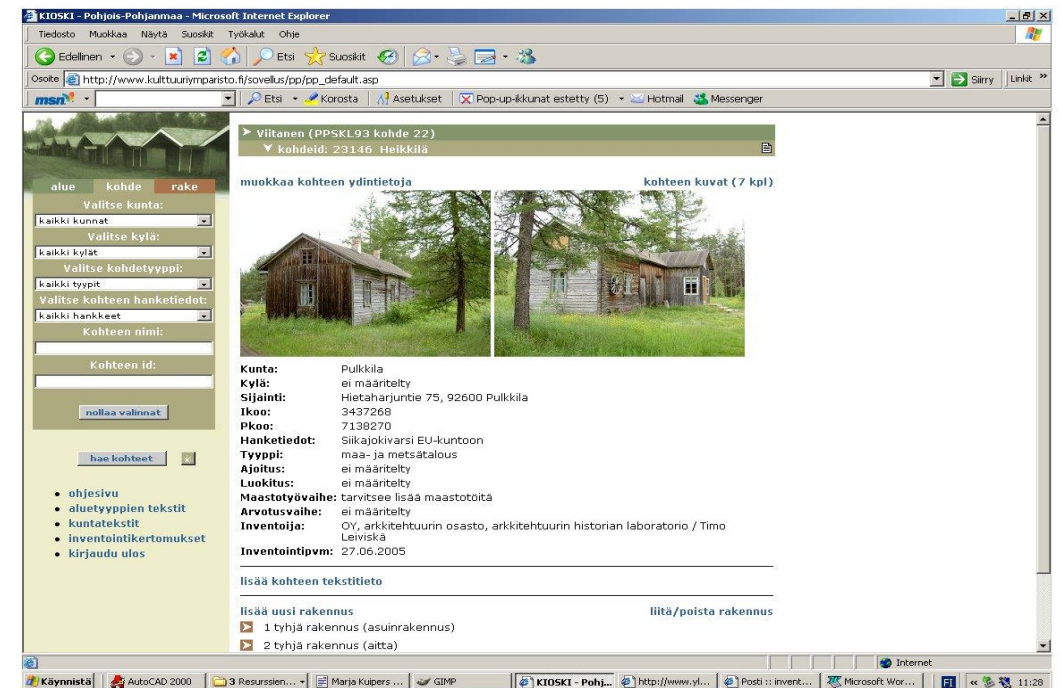 KIOSKI - Pohjois-Pohjanmaa - Microsoft Internet Explorer
Tiedosto Muokkaa Näytä Suosikit Työkalut Ohje
Edellinen Etsi Suosikit
Osoite http://www.kulttuuriymparisto.fi/sovellus/pp/pp_default.asp Siirry Linkit »
msn Etsi Korosta Asetukset Pop-up-ikkunat estetty (5) Hotmail Messenger
Viitanen (PPSKL93 kohde 22)
kohdeid: 23146 Heikkilä
alue kohde rake
Valitse kunta:
kaikki kunnat
Valitse kylä:
kaikki kylät
Valitse kohdetyyppi:
kaikki tyypit
Valitse kohteen hanketiedot:
kaikki hankkeet
Kohteen nimi:
Kohteen id:
nollaa valinnat
hae kohteet
ohjesivu
aluetyyppien tekstit
kuntatekstit
inventointikertomukset
kirjaudu ulos
muokkaa kohteen ydintietoja kohteen kuvat (7 kpl)
Kunta: Pulkkila
Kylä: ei määritelty
Sijainti: Hietaharjuntie 75, 92600 Pulkkila
Ikoo: 3437268
Pkoo: 7138270
Hanketiedot: Siikajokivarsi EU-kuntoon
Tyyppi: maa- ja metsätalous
Ajoitus: ei määritelty
Luokitus: ei määritelty
Maastotyövaihe: tarvitsee lisää maastotöitä
Arvotusvaihe: ei määritelty
Inventoija: OY, arkkitehtuurin osasto, arkkitehtuurin historian laboratorio / Timo
Leiviskä
Inventointipvm: 27.06.2005
lisää kohteen tekstitieto
lisää uusi rakennus liitä/poista rakennus
1 tyhjä rakennus (asuinrakennus)
2 tyhjä rakennus (aitta)
Internet
Käynnistä AutoCAD 2000 3 Resurssien ... Marja Kuipers ... GIMP KIOSKI - Pohj... http://www.yl... Posti :: invent... Microsoft Wor... FI « 11:28